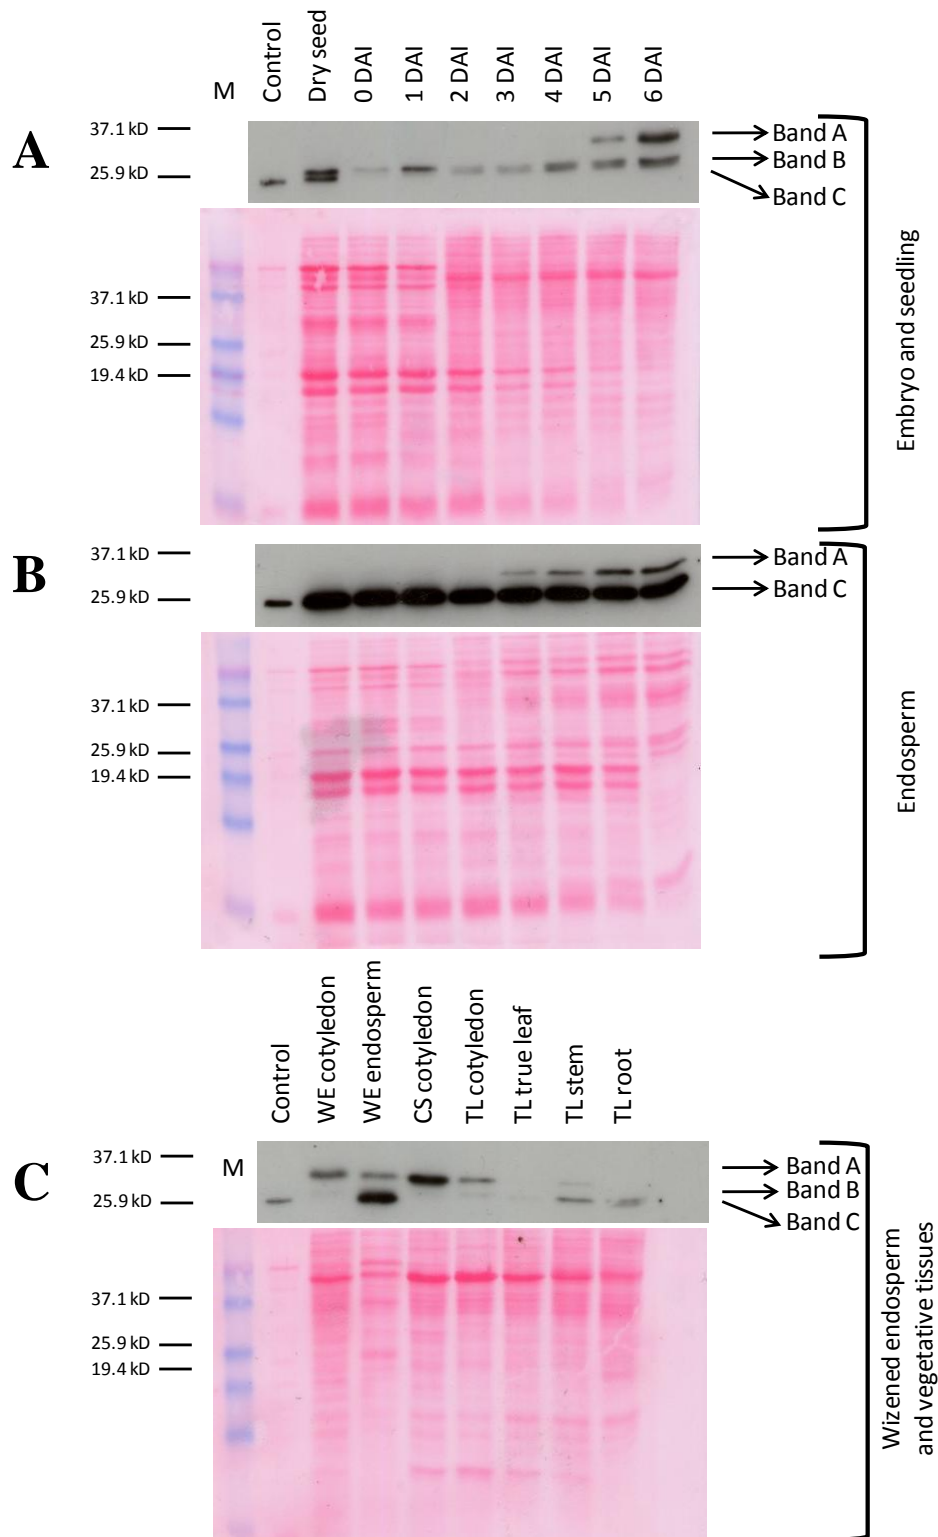 M
Control
Dry seed
0 DAI
1 DAI
2 DAI
3 DAI
4 DAI
5 DAI
6 DAI
A
37.1 kD
25.9 kD
Band A
Band B
Band C
37.1 kD
25.9 kD
19.4 kD
Embryo and seedling
B
37.1 kD
25.9 kD
Band A
Band C
37.1 kD
25.9 kD
19.4 kD
Endosperm
Control
WE cotyledon
WE endosperm
CS cotyledon
TL cotyledon
TL true leaf
TL stem
TL root
C
37.1 kD
25.9 kD
M
Band A
Band B
Band C
37.1 kD
25.9 kD
19.4 kD
Wizened endosperm
and vegetative tissues